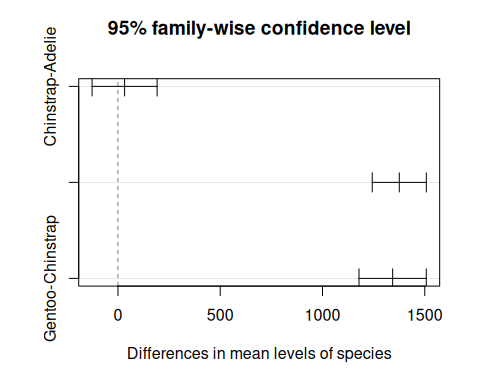 95% family-wise confidence level
Chinstrap-Adelie
Gentoo-Chinstrap
0 500 1000 1500
Differences in mean levels of species